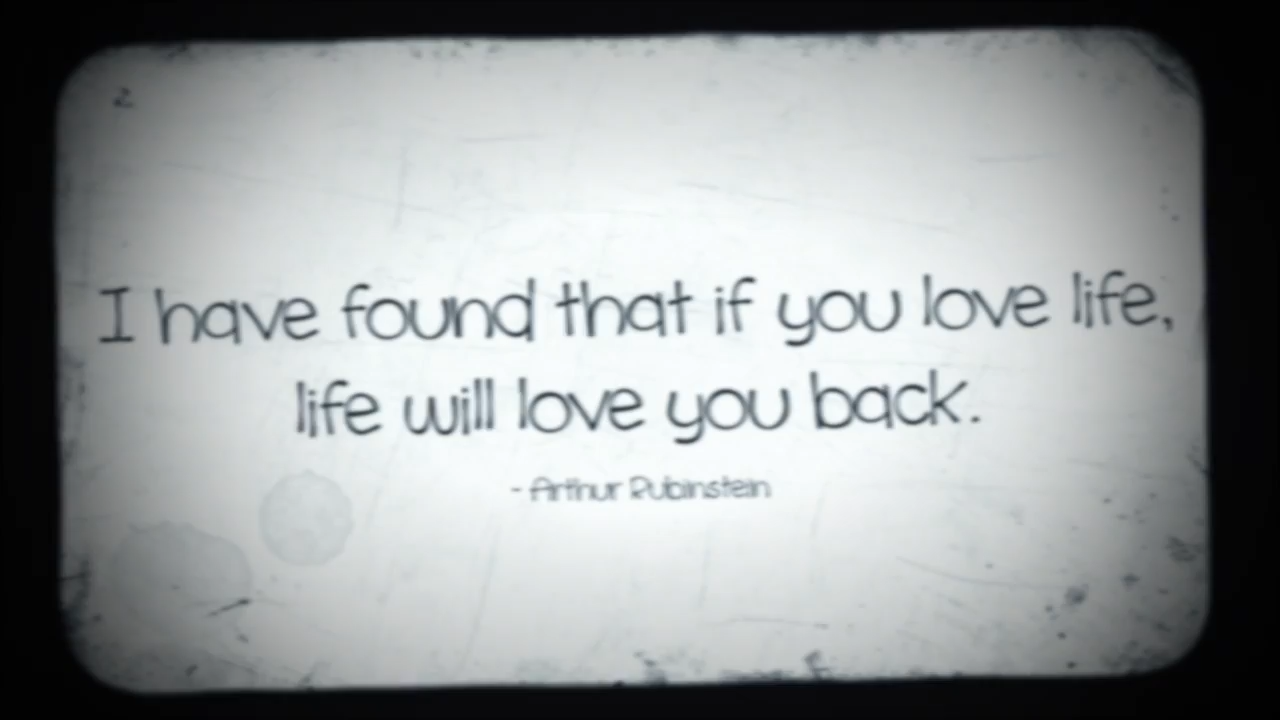 I have found that if you love life,
life will love you back.
- Arthur Rubinstein